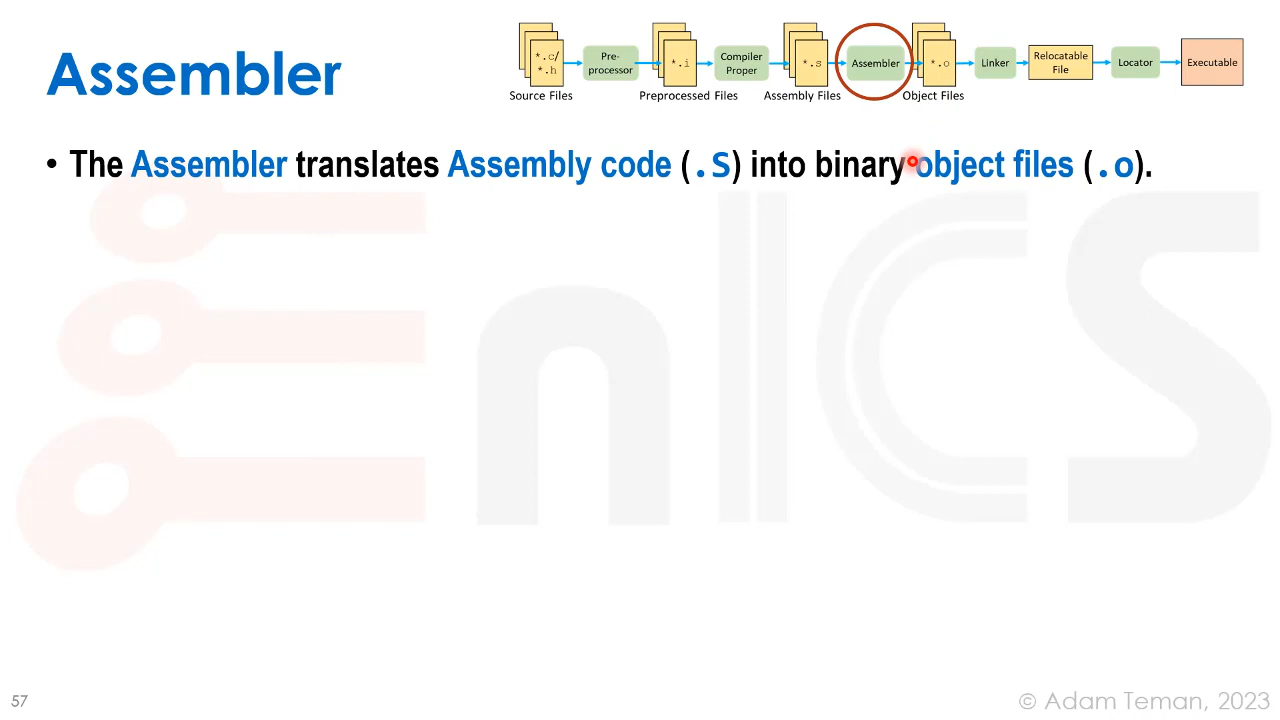 Assembler
*.c/
*.h
Source Files
Pre-
processor
*.i
Preprocessed Files
Compiler
Proper
*.s
Assembly Files
Assembler
*.o
Object Files
Linker
Relocatable
File
Locator
Executable
• The Assembler translates Assembly code (.S) into binary object files (.o).
EnICS
57
© Adam Teman, 2023